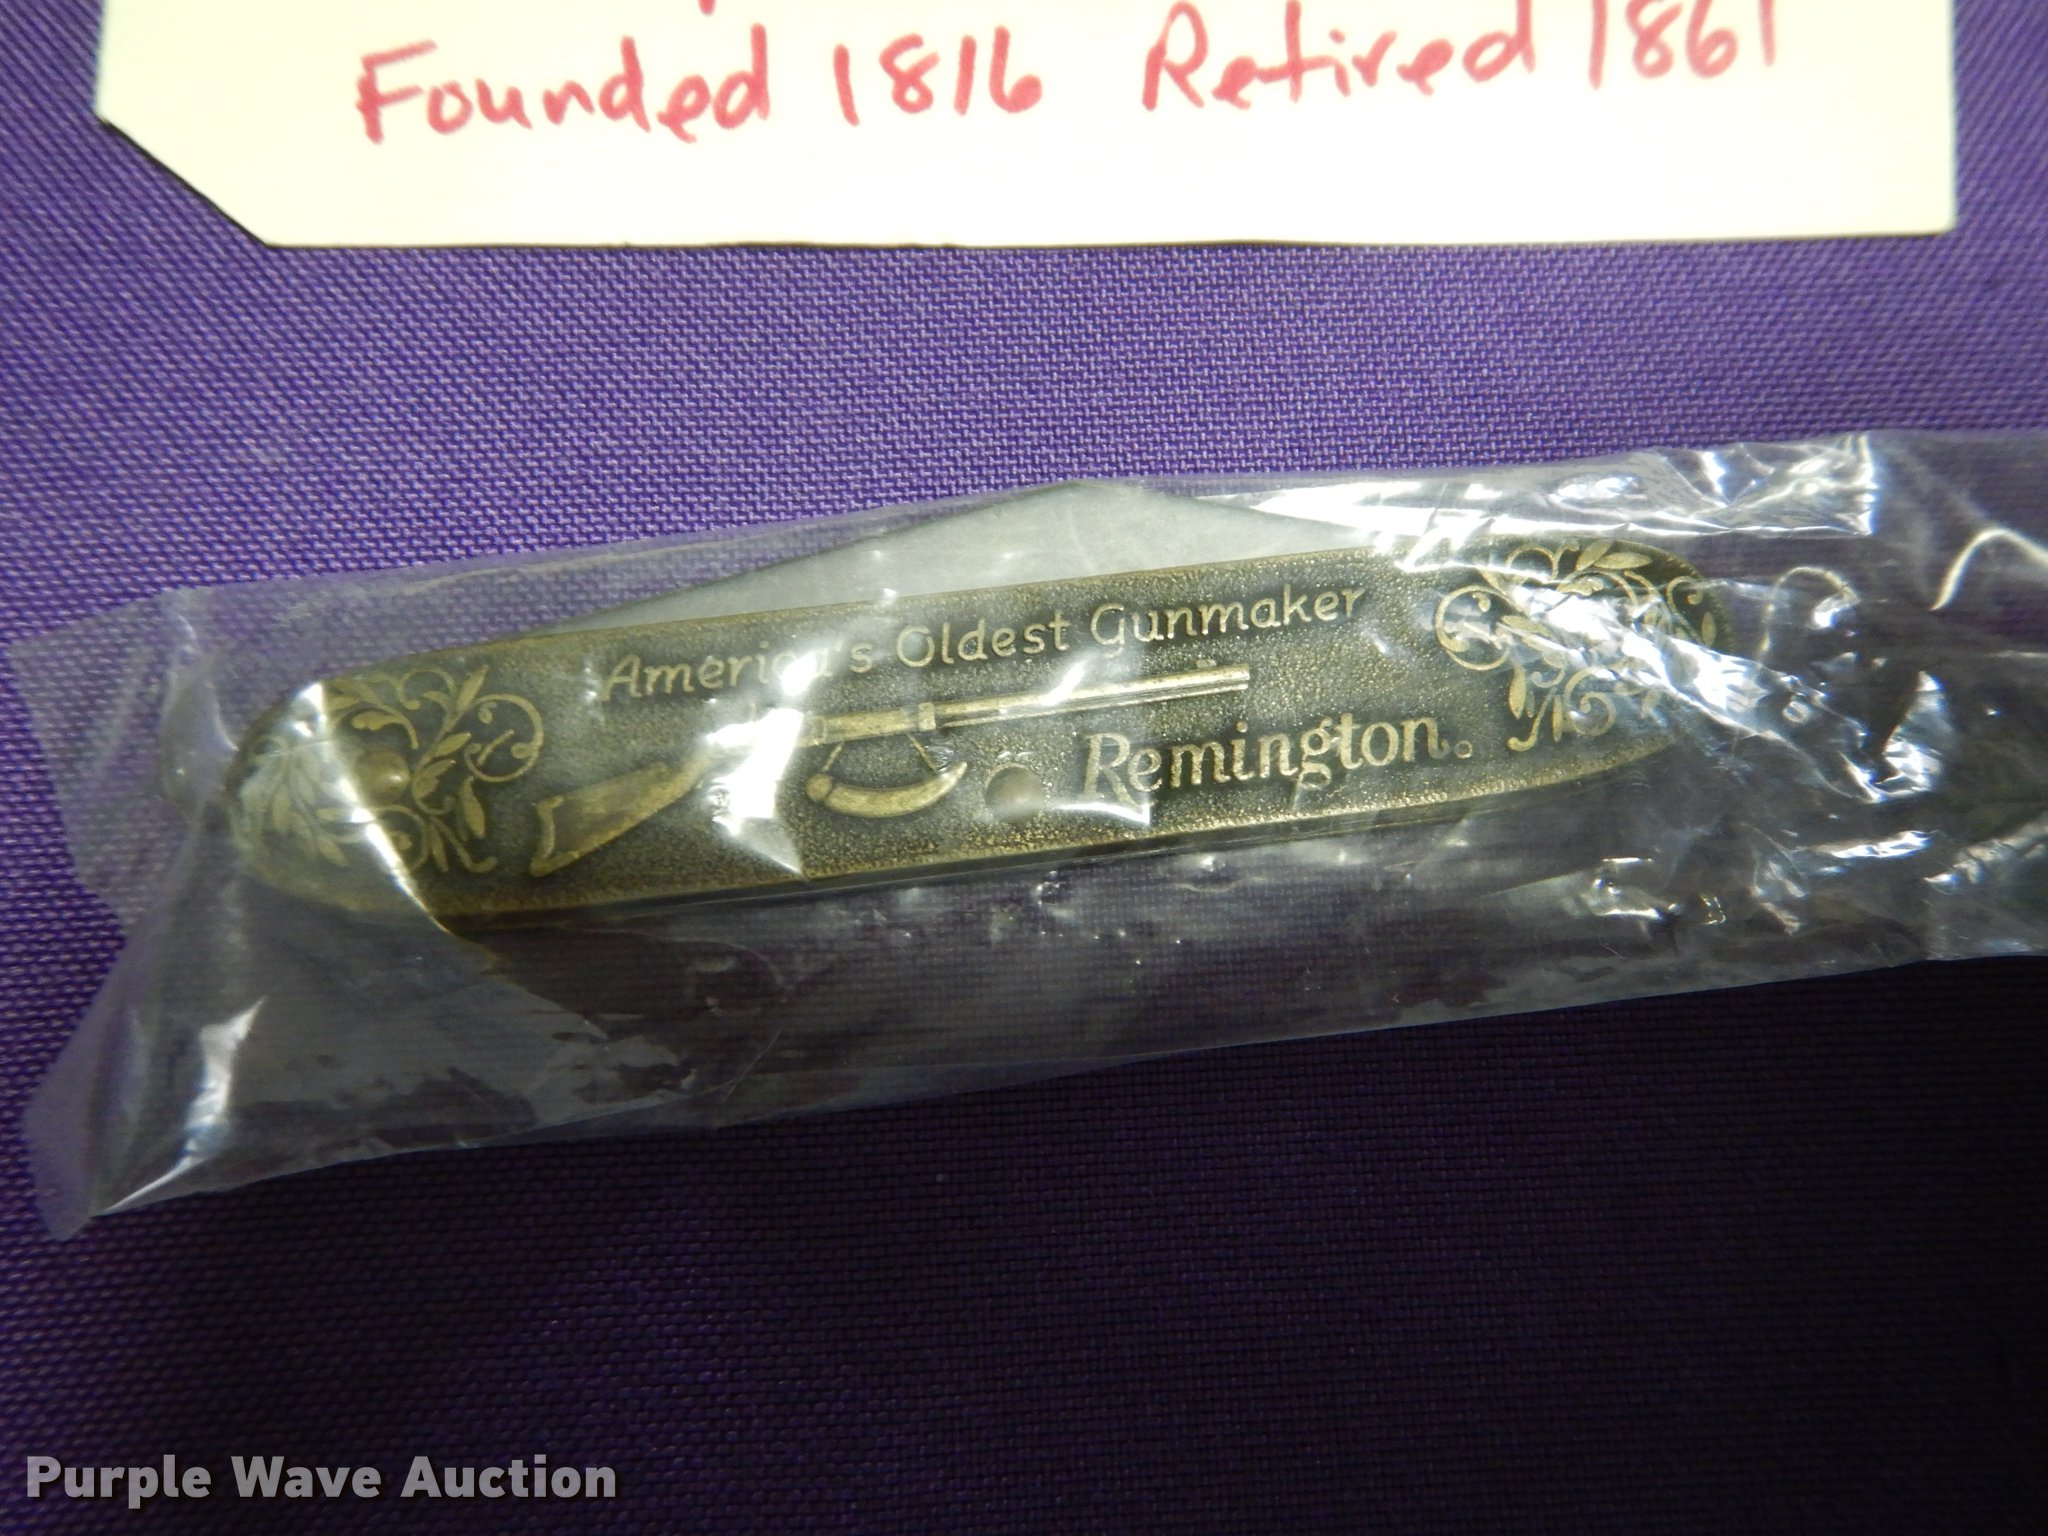 Founded 1816 Retired 1861
America's Oldest Gunmaker
Remington®
Purple Wave Auction